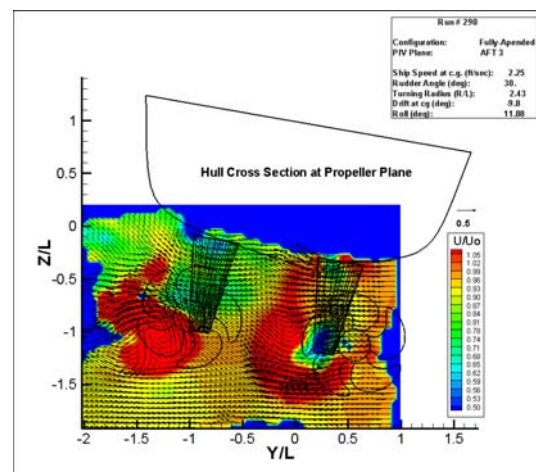 Run # 290
Configuration: Fully-Apended
PIV Plane: AFT 3
Ship Speed at c.g. (ft/sec): 2.25
Rudder Angle (deg): 30.
Turning Radius (R/L): 2.43
Drift at cg (deg): -9.8
Roll (deg): 11.88
Hull Cross Section at Propeller Plane
0.5
U/Uo
1.05
1.02
0.99
0.96
0.93
0.90
0.87
0.84
0.81
0.78
0.74
0.71
0.68
0.65
0.62
0.59
0.56
0.53
0.50
Z/L
1
0.5
0
-0.5
-1
-1.5
-2 -1.5 -1 -0.5 0 0.5 1 1.5
Y/L